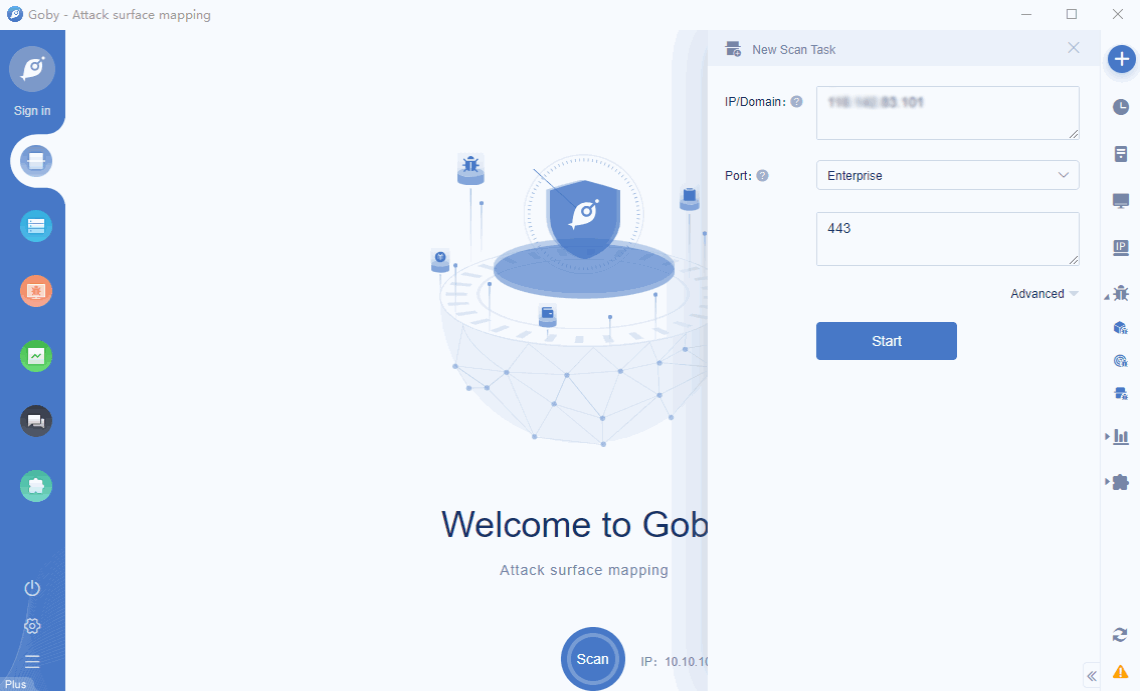 Goby - Attack surface mapping
Sign in
New Scan Task
IP/Domain:
Port:
Enterprise
443
Advanced
Start
IP
Welcome to Gob
Attack surface mapping
Scan
IP: 10.10.10
Plus